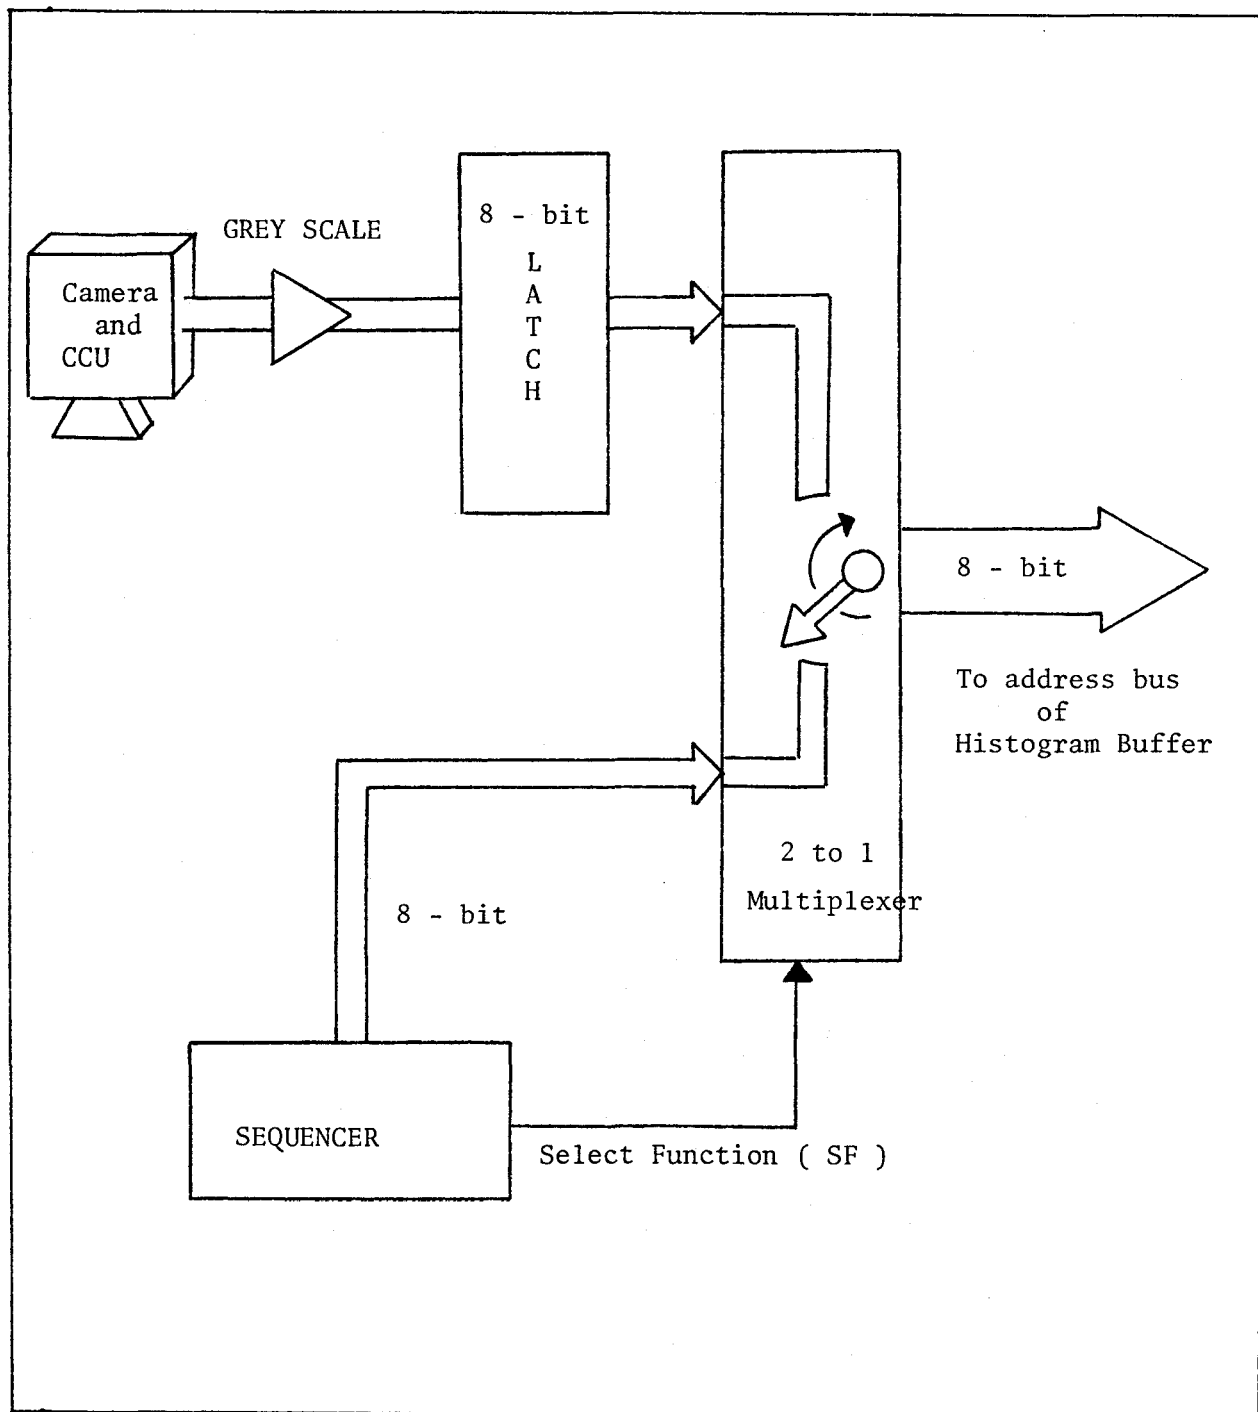 GREY SCALE
Camera
and
CCU
8 - bit
L
A
T
C
H
8 - bit
To address bus
of
Histogram Buffer
2 to 1
Multiplexer
8 - bit
SEQUENCER
Select Function ( SF )